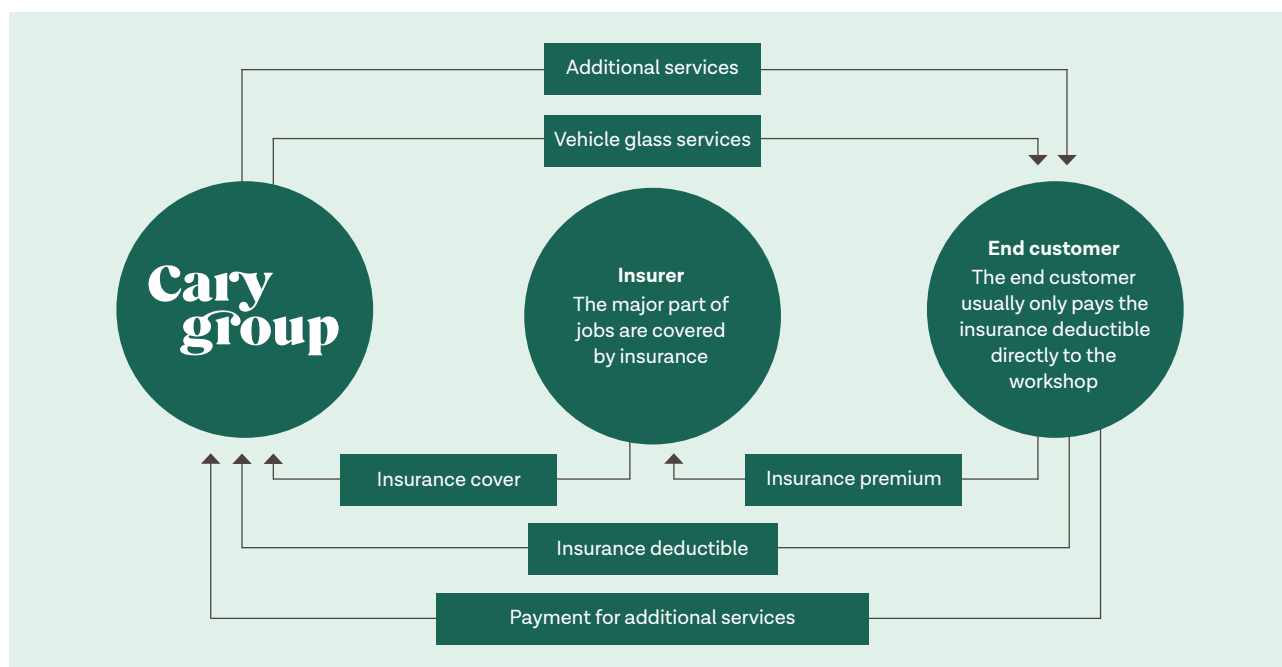 Additional services
Vehicle glass services
Cary
group
Insurer
The major part of
jobs are covered
by insurance
End customer
The end customer
usually only pays the
insurance deductible
directly to the
workshop
Insurance cover
Insurance premium
Insurance deductible
Payment for additional services